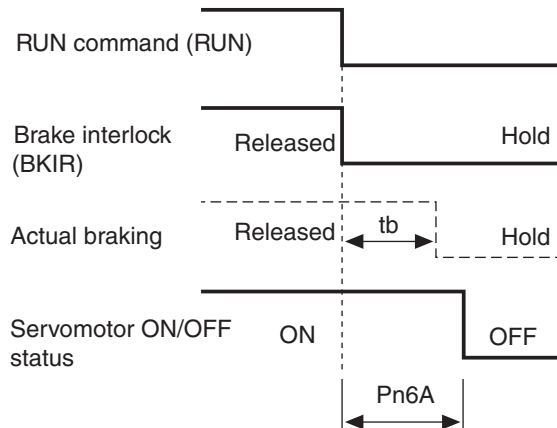 RUN command (RUN)
Brake interlock
(BKIR)
Released
Hold
Actual braking
Released
tb
Hold
Servomotor ON/OFF
status
ON
OFF
Pn6A